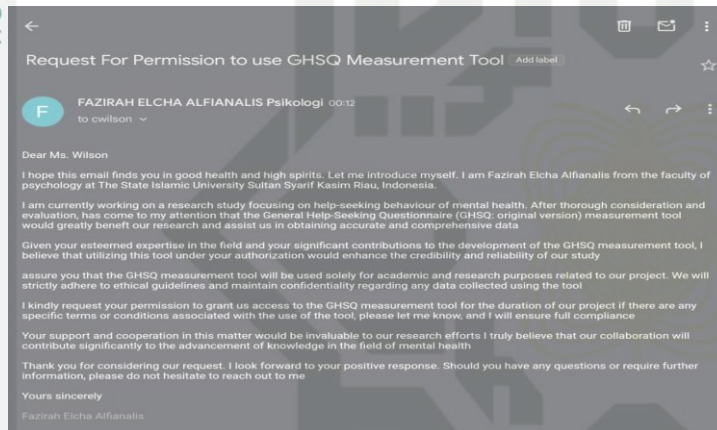 Request For Permission to use GHSQ Measurement Tool Add label
F
FAZIRAH ELCHA ALFIANALIS Psikologi 00:12
to cwilson
Dear Ms. Wilson
I hope this email finds you in good health and high spirits. Let me introduce myself. I am Fazirah Elcha Alfianalis from the faculty of
psychology at The State Islamic University Sultan Syarif Kasim Riau, Indonesia.
I am currently working on a research study focusing on help-seeking behaviour of mental health. After thorough consideration and
evaluation, has come to my attention that the General Help-Seeking Questionnaire (GHSQ: original version) measurement tool
would greatly beneft our research and assist us in obtaining accurate and comprehensive data
Given your esteemed expertise in the field and your significant contributions to the development of the GHSQ measurement tool, I
believe that utilizing this tool under your authorization would enhance the credibility and reliability of our study
assure you that the GHSQ measurement tool will be used solely for academic and research purposes related to our project. We will
strictly adhere to ethical guidelines and maintain confidentiality regarding any data collected using the tool
I kindly request your permission to grant us access to the GHSQ measurement tool for the duration of our project if there are any
specific terms or conditions associated with the use of the tool, please let me know, and I will ensure full compliance
Your support and cooperation in this matter would be invaluable to our research efforts I truly believe that our collaboration will
contribute significantly to the advancement of knowledge in the field of mental health
Thank you for considering our request. I look forward to your positive response. Should you have any questions or require further
information, please do not hesitate to reach out to me
Yours sincerely
Fazirah Elcha Alfianalis